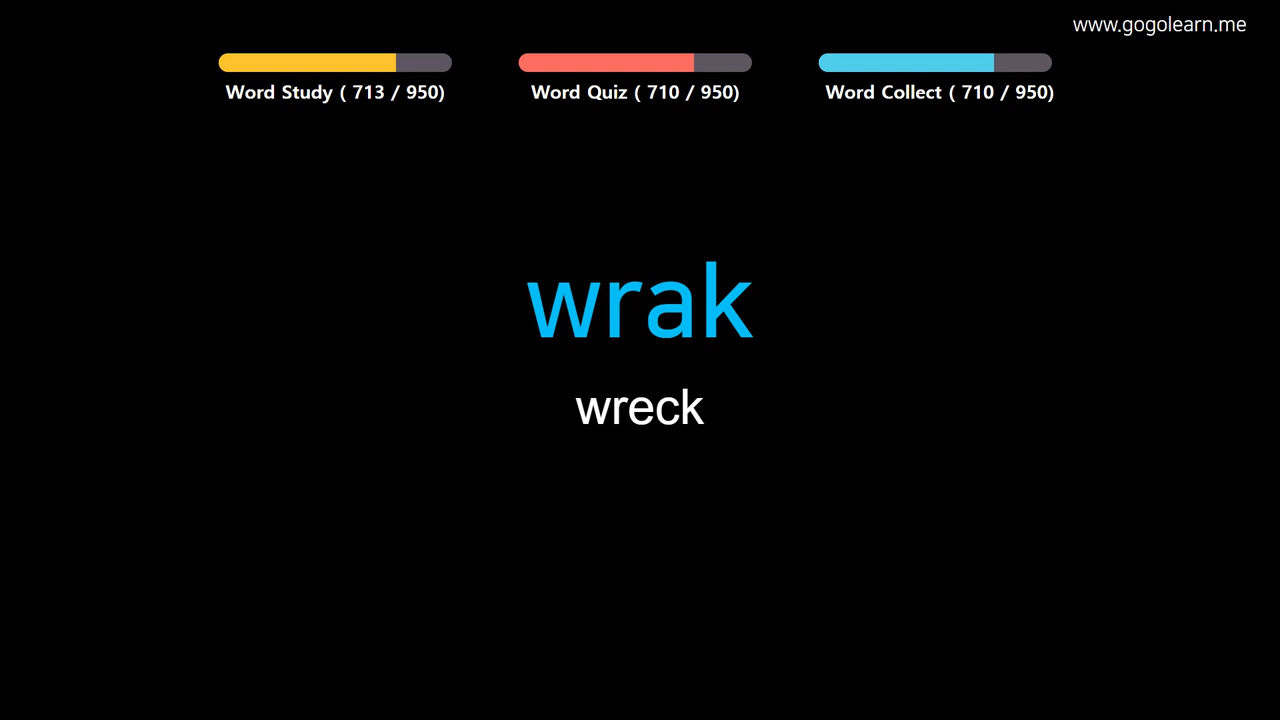 www.gogolearn.me
Word Study ( 713 / 950)
Word Quiz ( 710 / 950)
Word Collect ( 710 / 950)
wrak
wreck